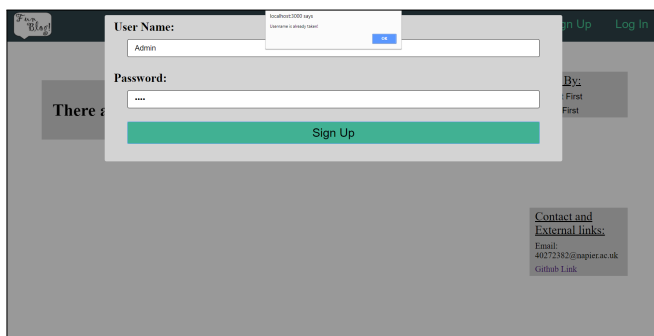 Fun
Blog!
Sign Up
Log In
localhost:3000 says
Username is already taken!
OK
User Name:
Admin
Password:
••••
Sign Up
There a
By:
First
First
Contact and
External links:
Email:
40272382@napier.ac.uk
Github Link